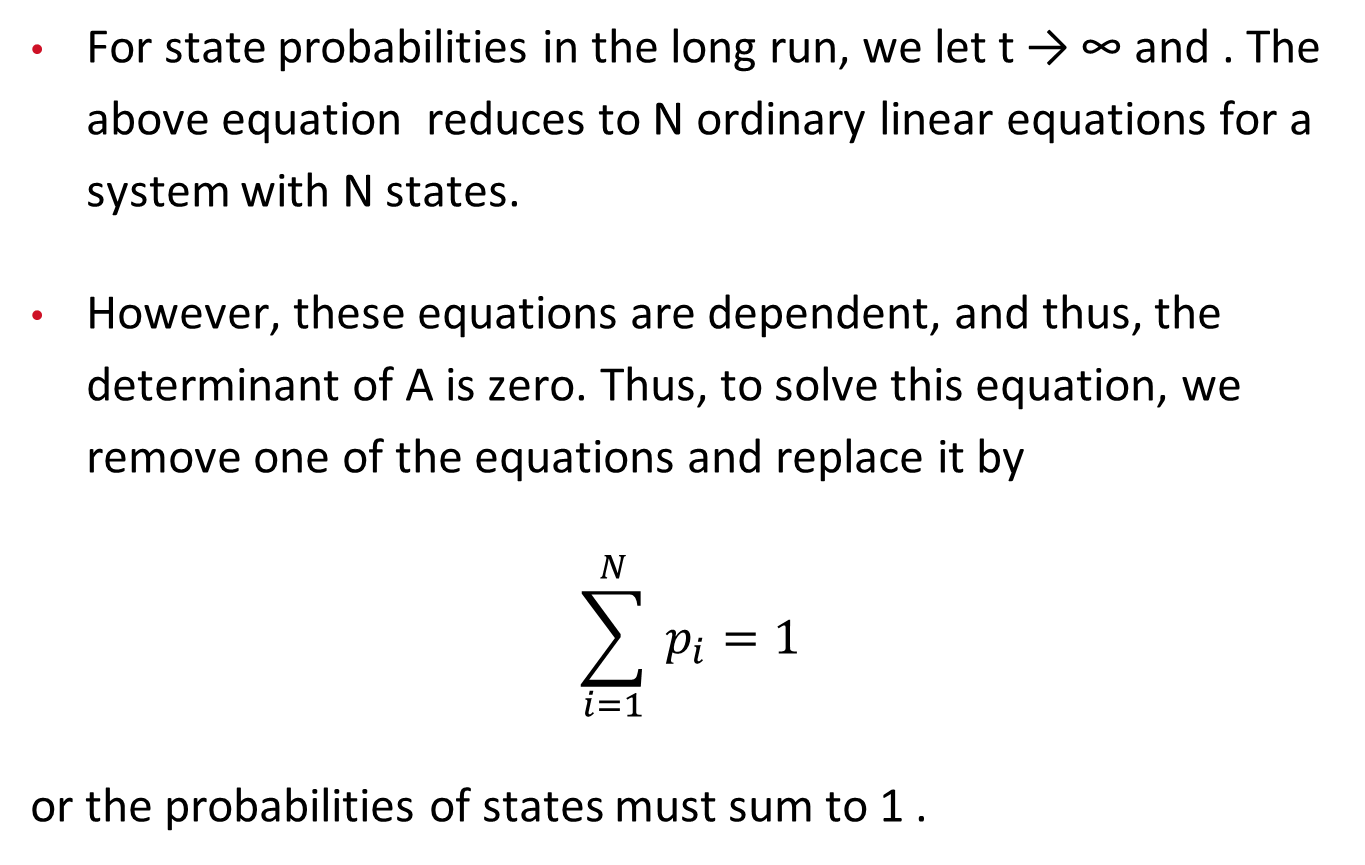 • For state probabilities in the long run, we let t → ∞ and . The
above equation  reduces to N ordinary linear equations for a
system with N states.
• However, these equations are dependent, and thus, the
determinant of A is zero. Thus, to solve this equation, we
remove one of the equations and replace it by
N
∑ pᵢ = 1
i=1
or the probabilities of states must sum to 1 .